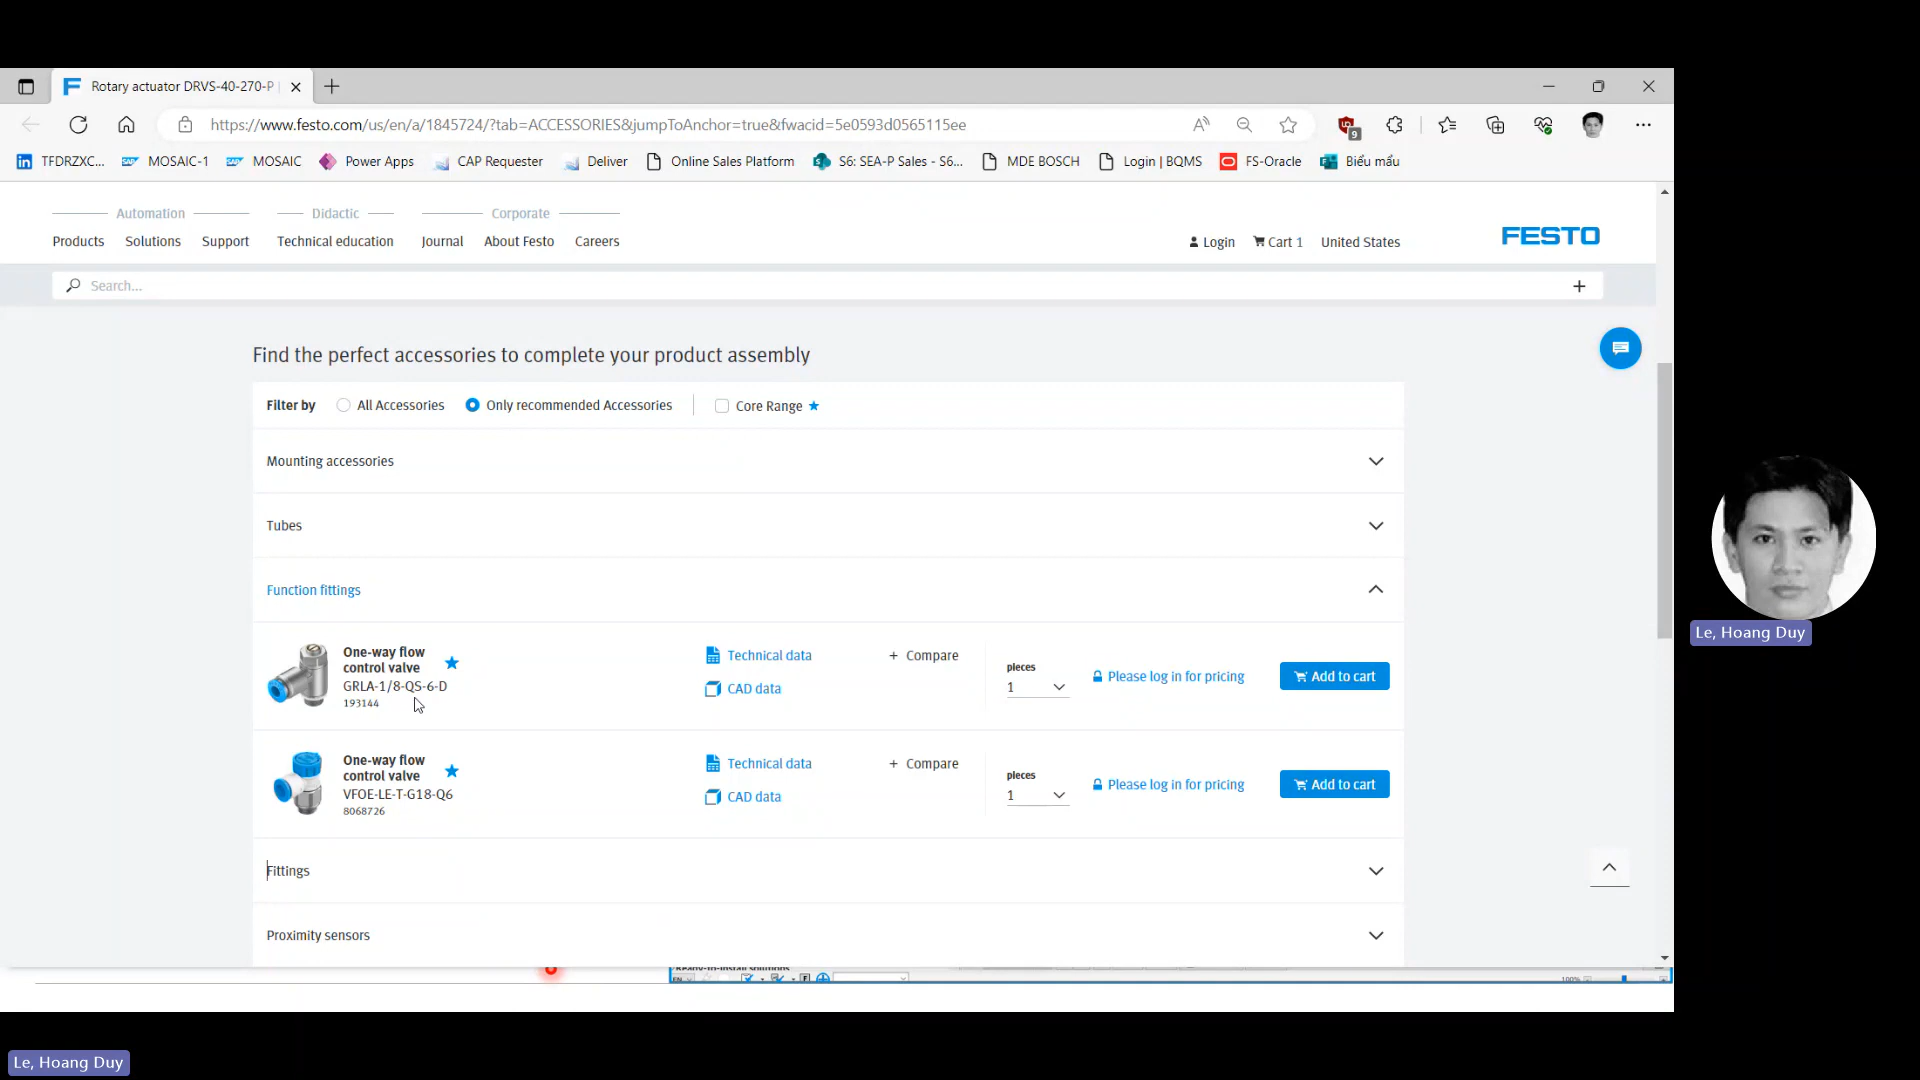 Rotary actuator DRVS-40-270-P
https://www.festo.com/us/en/a/1845724/?tab=ACCESSORIES&jumpToAnchor=true&fwacid=5e0593d0565115ee
9
TFDRZXC... MOSAIC-1 MOSAIC Power Apps CAP Requester Deliver Online Sales Platform S6: SEA-P Sales - S6... MDE BOSCH Login | BQMS FS-Oracle Biểu mẫu
Automation Didactic Corporate
Products Solutions Support Technical education Journal About Festo Careers
Login Cart 1 United States
FESTO
Search...
Find the perfect accessories to complete your product assembly
Filter by All Accessories Only recommended Accessories Core Range
Mounting accessories
Tubes
Function fittings
One-way flow
control valve
GRLA-1/8-QS-6-D
193144
Technical data
CAD data
+ Compare
pieces
1
Please log in for pricing
Add to cart
One-way flow
control valve
VFOE-LE-T-G18-Q6
8068726
Technical data
CAD data
+ Compare
pieces
1
Please log in for pricing
Add to cart
Fittings
Proximity sensors
100%
Le, Hoang Duy
Le, Hoang Duy